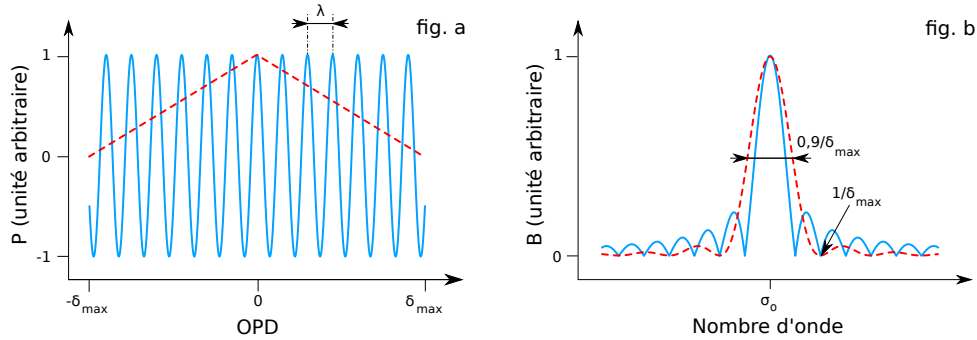 fig. a
λ
P (unité arbitraire)
1
0
-1
-δmax
0
δmax
OPD
fig. b
B (unité arbitraire)
1
0
0,9/δmax
1/δmax
σo
Nombre d'onde